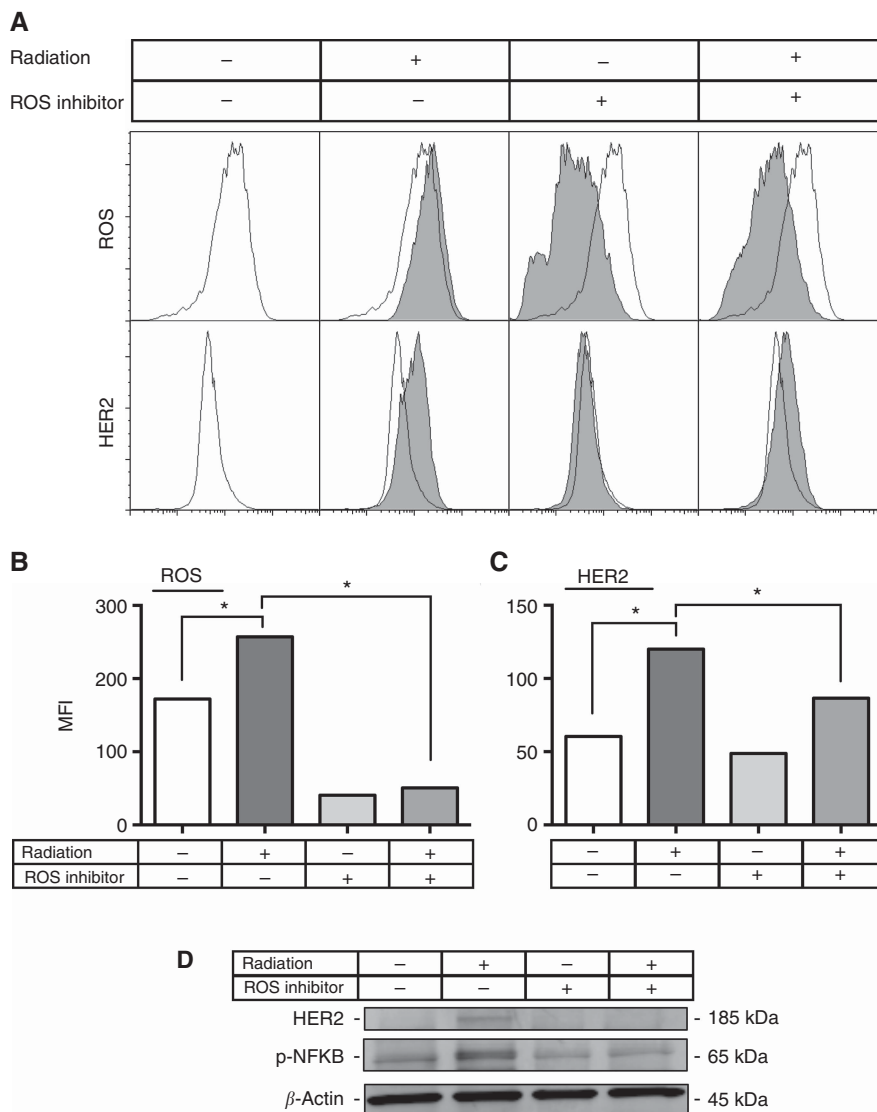 A
Radiation – + – +
ROS inhibitor – – + +
ROS
HER2
B
ROS
* *
300
200
100
0
MFI
Radiation – + – +
ROS inhibitor – – + +
C
HER2
* *
150
100
50
0
– + – +
– – + +
D
Radiation – + – +
ROS inhibitor – – + +
HER2 - - 185 kDa
p-NFKB - - 65 kDa
β-Actin - - 45 kDa